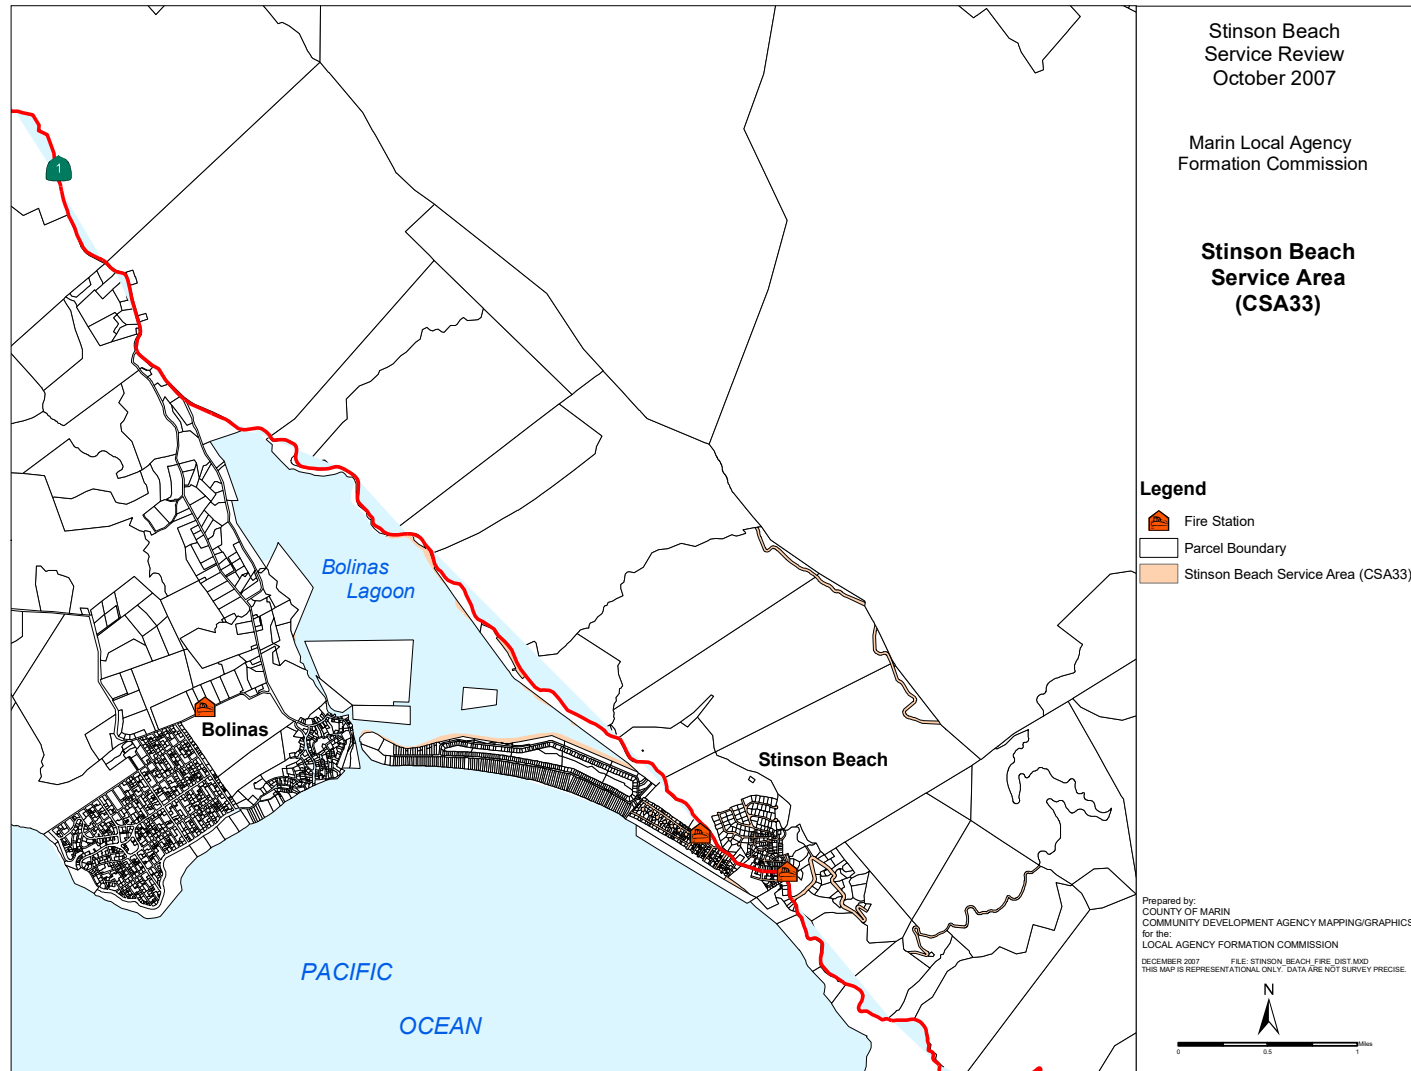 Stinson Beach
Service Review
October 2007
Marin Local Agency
Formation Commission
Stinson Beach
Service Area
(CSA33)
1
Bolinas
Lagoon
Bolinas
Stinson Beach
PACIFIC
OCEAN
Legend
Fire Station
Parcel Boundary
Stinson Beach Service Area (CSA33)
Prepared by:
COUNTY OF MARIN
COMMUNITY DEVELOPMENT AGENCY MAPPING/GRAPHICS
for the:
LOCAL AGENCY FORMATION COMMISSION
DECEMBER 2007 FILE: STINSON_BEACH_FIRE_DIST.MXD
THIS MAP IS REPRESENTATIONAL ONLY. DATA ARE NOT SURVEY PRECISE.
N
Miles
0 0.5 1